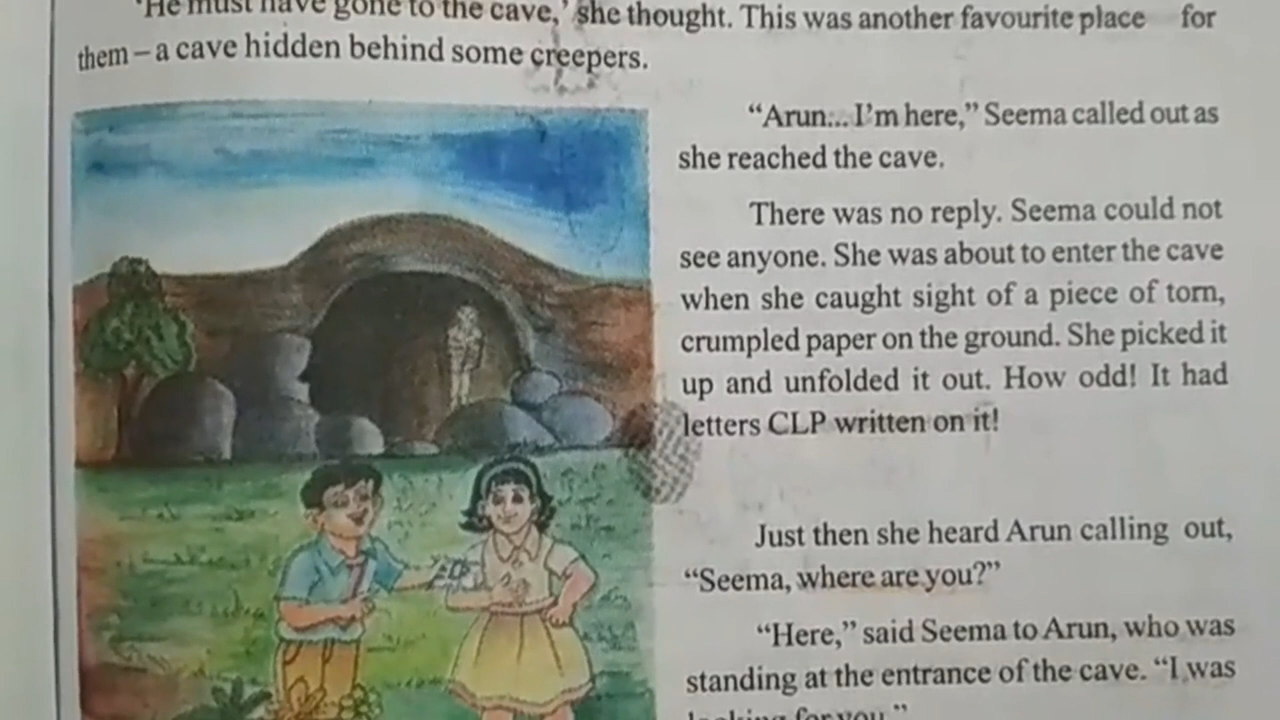 'He must have gone to the cave,' she thought. This was another favourite place for
them – a cave hidden behind some creepers.
“Arun... I’m here,” Seema called out as
she reached the cave.
There was no reply. Seema could not
see anyone. She was about to enter the cave
when she caught sight of a piece of torn,
crumpled paper on the ground. She picked it
up and unfolded it out. How odd! It had
letters CLP written on it!
Just then she heard Arun calling out,
“Seema, where are you?”
“Here,” said Seema to Arun, who was
standing at the entrance of the cave. “I was
looking for you.”